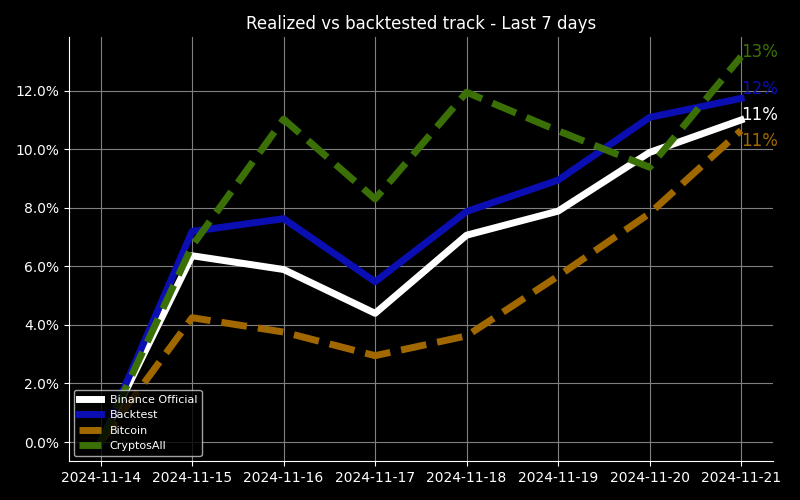 Realized vs backtested track - Last 7 days
13%
12%
11%
11%
12.0%
10.0%
8.0%
6.0%
4.0%
2.0%
0.0%
Binance Official
Backtest
Bitcoin
CryptosAll
2024-11-14 2024-11-15 2024-11-16 2024-11-17 2024-11-18 2024-11-19 2024-11-20 2024-11-21